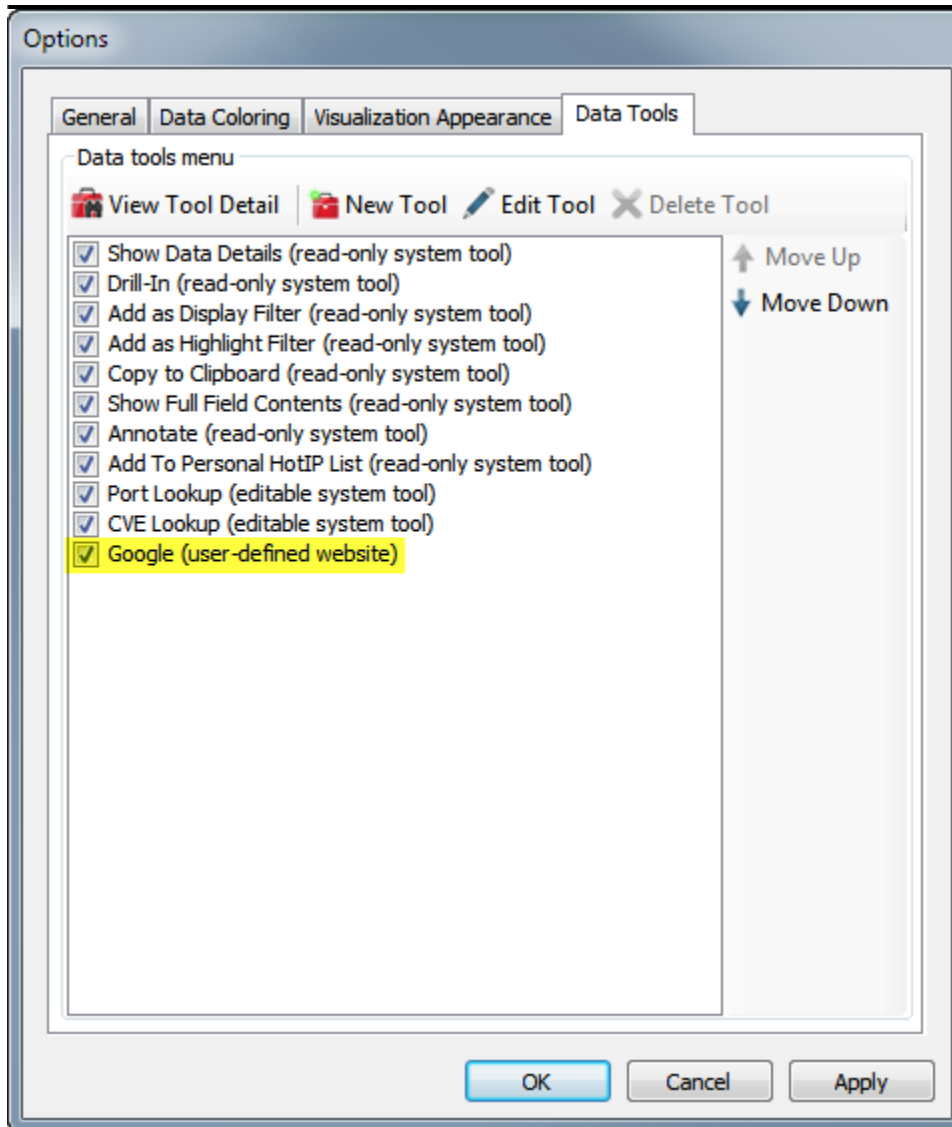 Options
General Data Coloring Visualization Appearance Data Tools
Data tools menu
View Tool Detail New Tool Edit Tool Delete Tool
Show Data Details (read-only system tool)
Drill-In (read-only system tool)
Add as Display Filter (read-only system tool)
Add as Highlight Filter (read-only system tool)
Copy to Clipboard (read-only system tool)
Show Full Field Contents (read-only system tool)
Annotate (read-only system tool)
Add To Personal HotIP List (read-only system tool)
Port Lookup (editable system tool)
CVE Lookup (editable system tool)
Google (user-defined website)
Move Up
Move Down
OK Cancel Apply